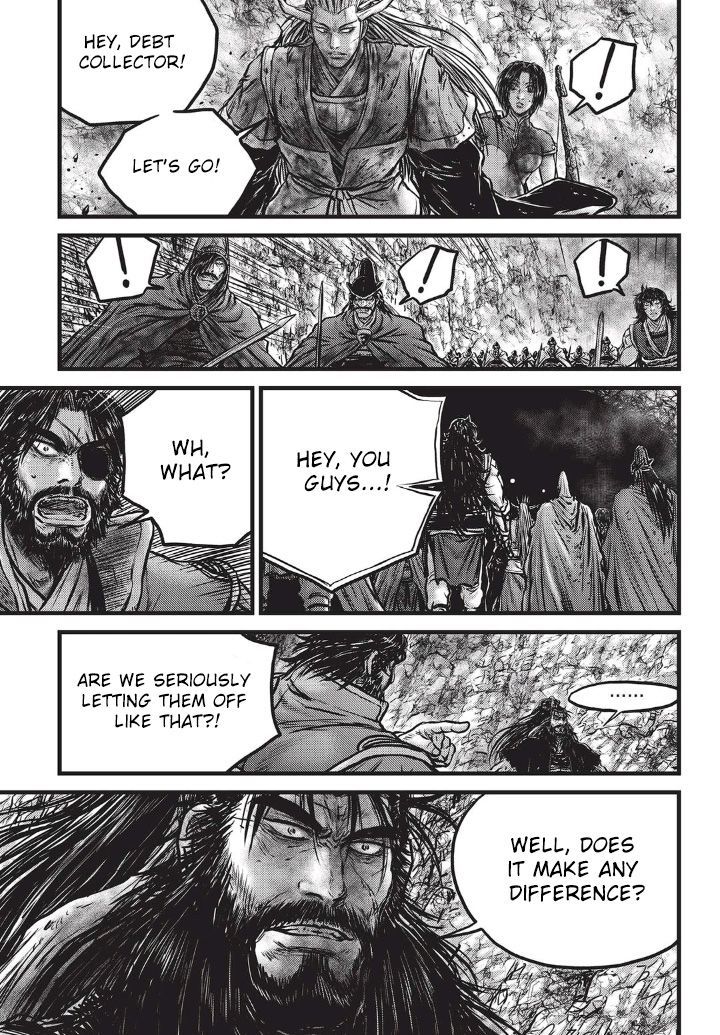 HEY, DEBT
COLLECTOR!
LET'S GO!
!
!
!
!
!
WH,
WHAT?
HEY, YOU
GUYS...!
ARE WE SERIOUSLY
LETTING THEM OFF
LIKE THAT?!
......
WELL, DOES
IT MAKE ANY
DIFFERENCE?